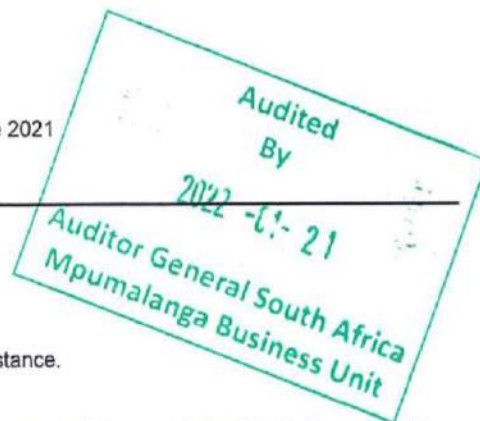 2021
Audited
By
2022 -01- 21
Auditor General South Africa
Mpumalanga Business Unit
stance.